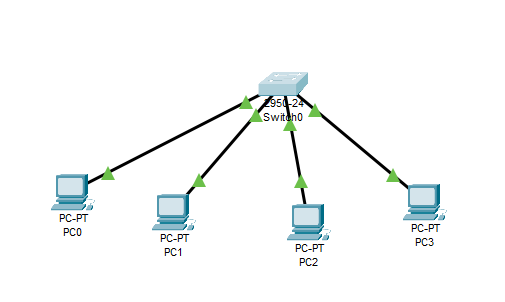 2950-24
Switch0
PC-PT
PC0
PC-PT
PC1
PC-PT
PC2
PC-PT
PC3